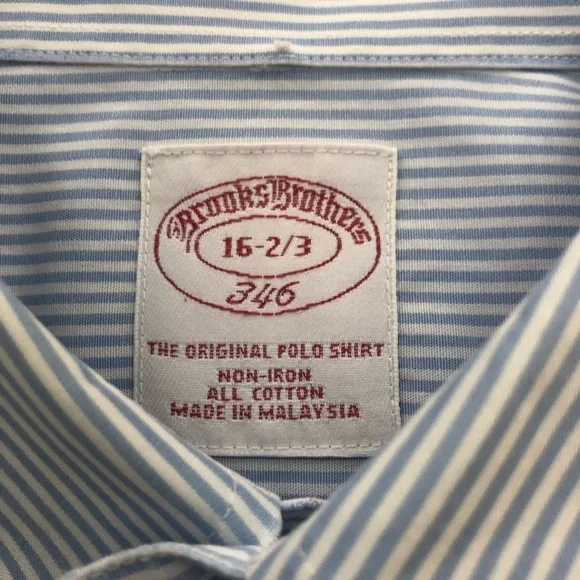 Brooks Brothers
16-2/3
346
THE ORIGINAL POLO SHIRT
NON-IRON
ALL COTTON
MADE IN MALAYSIA